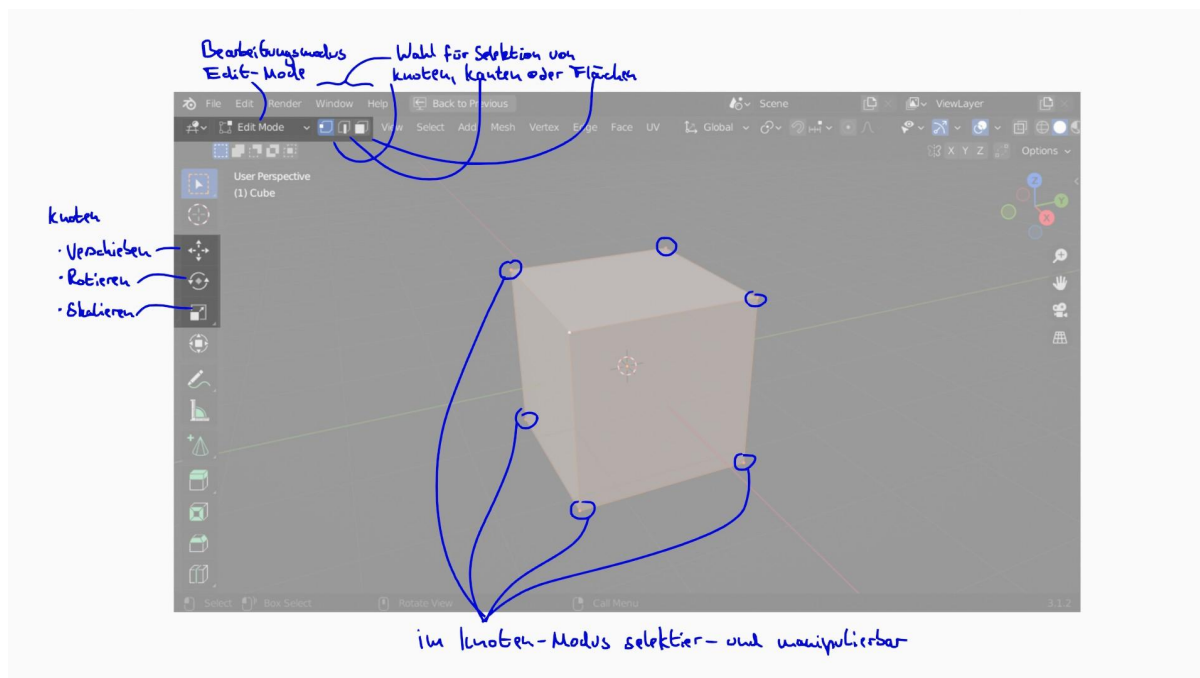 Bearbeitungsmodus
Edit-Mode
Wahl für Selektion von
Knoten, Kanten oder Flächen
File Edit Render Window Help Back to Previous Scene ViewLayer
Edit Mode View Select Add Mesh Vertex Edge Face UV Global
X Y Z Options
User Perspective
(1) Cube
Z
Y
X
Knoten
· Verschieben
· Rotieren
· Skalieren
Select Box Select Rotate View Call Menu 3.1.2
im Knoten-Modus selektier- und manipulierbar